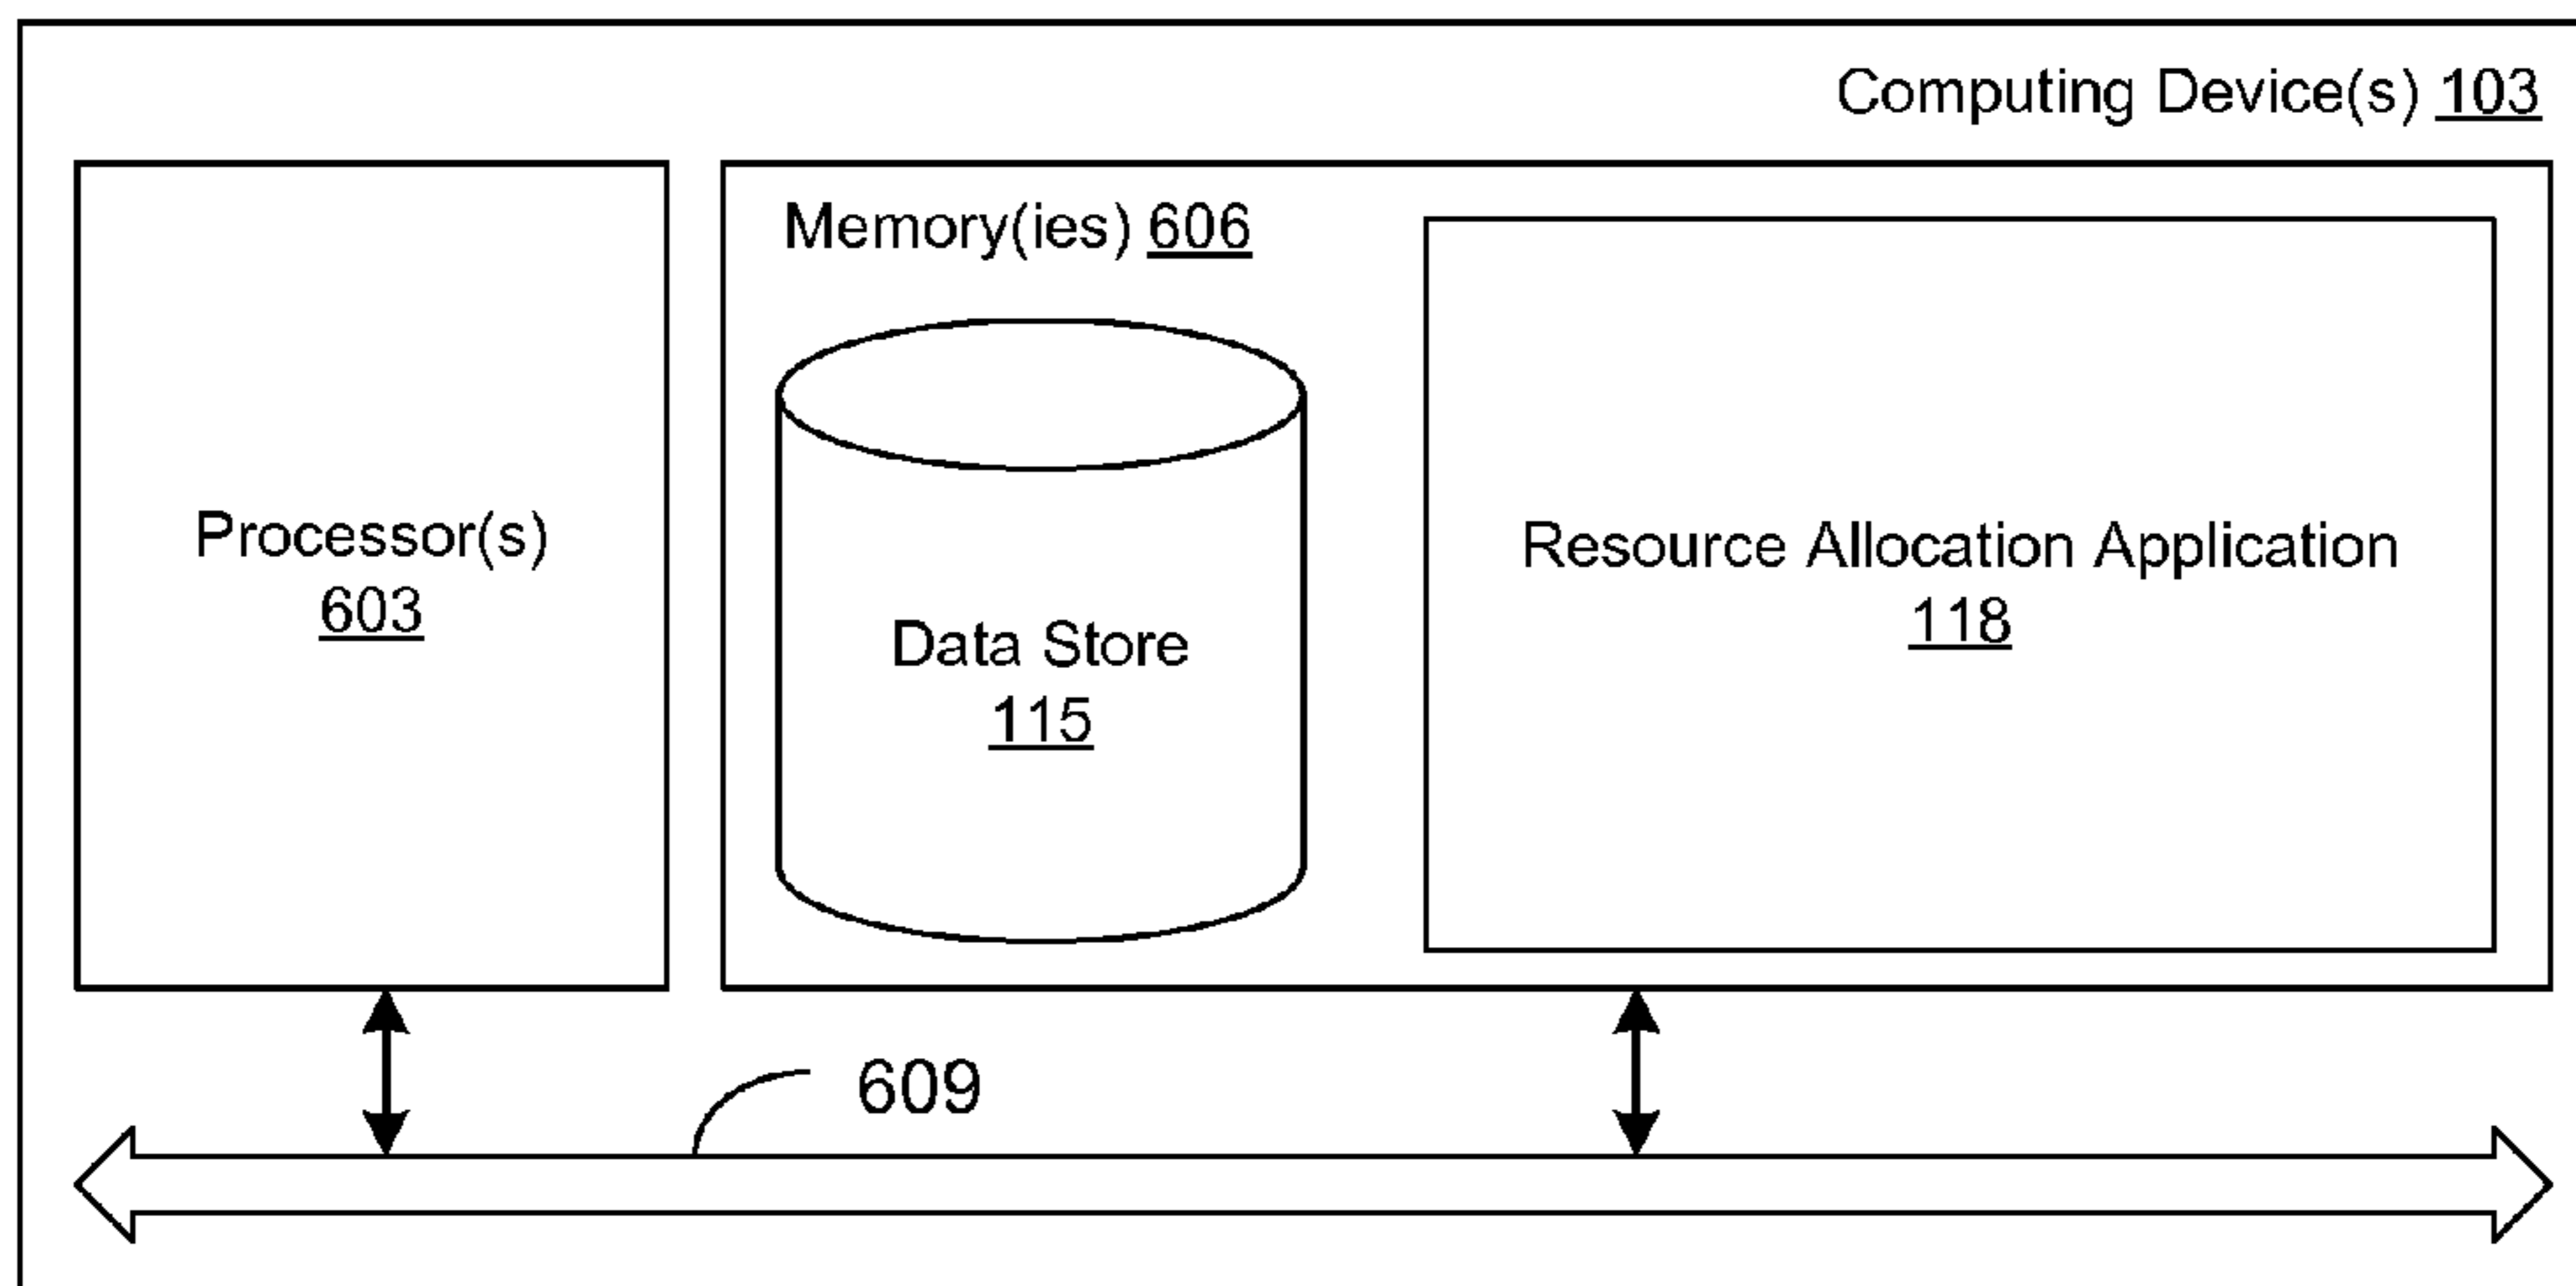 Computing Device(s) 103
Memory(ies) 606
Processor(s)
603
Data Store
115
Resource Allocation Application
118
609